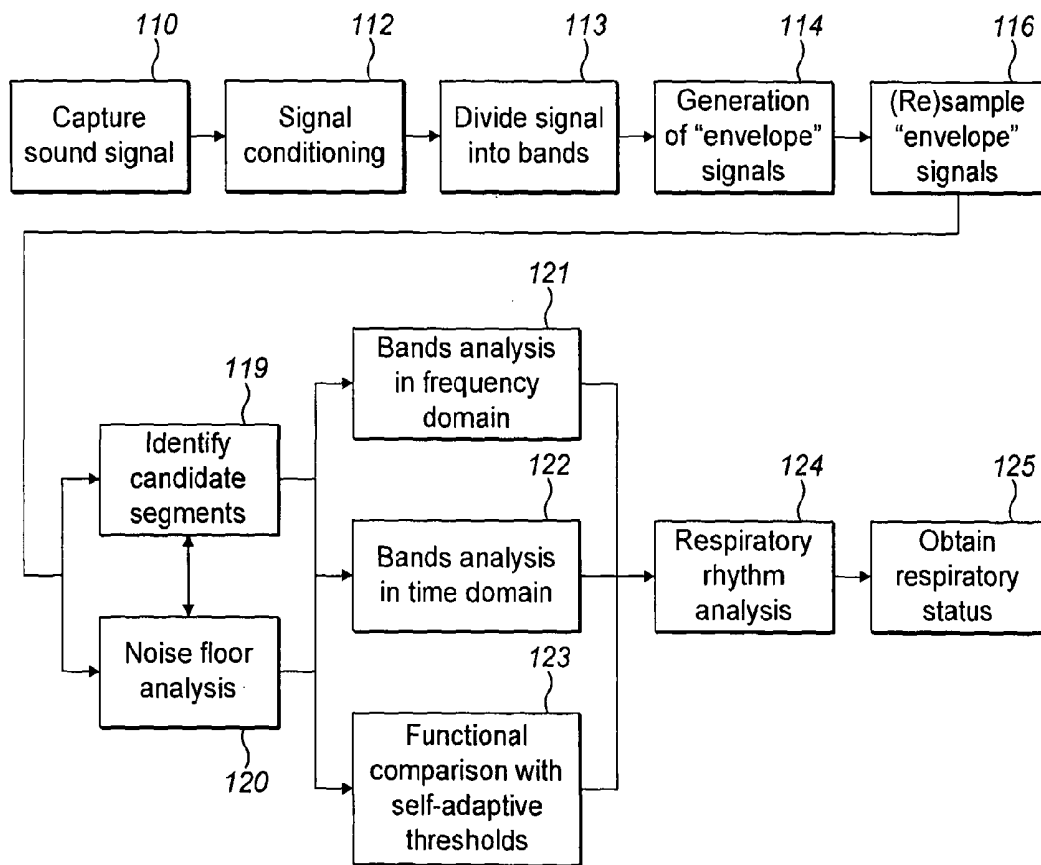 110
112
113
114
116
Capture
sound signal
Signal
conditioning
Divide signal
into bands
Generation
of “envelope”
signals
(Re)sample
“envelope”
signals
121
Bands analysis
in frequency
domain
119
Identify
candidate
segments
122
Bands analysis
in time domain
124
Respiratory
rhythm
analysis
125
Obtain
respiratory
status
Noise floor
analysis
120
123
Functional
comparison with
self-adaptive
thresholds